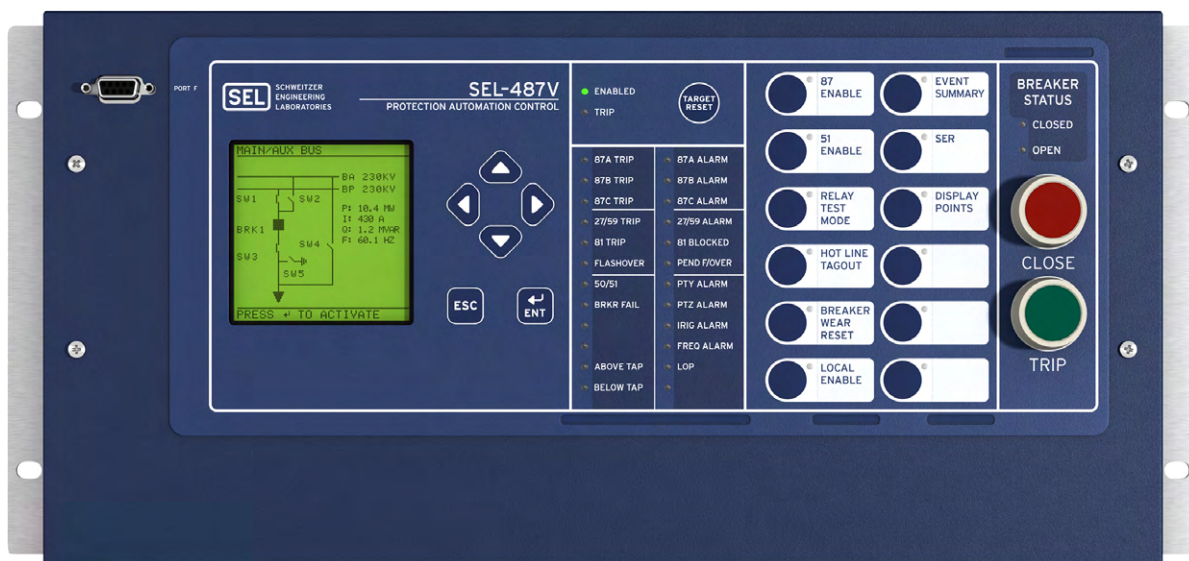 PORT F
SEL
SCHWEITZER
ENGINEERING
LABORATORIES
SEL-487V
PROTECTION AUTOMATION CONTROL
MAIN/AUX BUS
BA 230KV
BP 230KV
SW1
SW2
P: 10.4 MW
I: 430 A
Q: 1.2 MVAR
F: 60.1 HZ
BRK1
SW4
SW3
SW5
PRESS ↵ TO ACTIVATE
ESC
ENT
ENABLED
TRIP
TARGET
RESET
87A TRIP
87B TRIP
87C TRIP
27/59 TRIP
81 TRIP
FLASHOVER
50/51
BRKR FAIL
ABOVE TAP
BELOW TAP
87A ALARM
87B ALARM
87C ALARM
27/59 ALARM
81 BLOCKED
PEND F/OVER
PTY ALARM
PTZ ALARM
IRIG ALARM
FREQ ALARM
LOP
87
ENABLE
51
ENABLE
RELAY
TEST
MODE
HOT LINE
TAGOUT
BREAKER
WEAR
RESET
LOCAL
ENABLE
EVENT
SUMMARY
SER
DISPLAY
POINTS
BREAKER
STATUS
CLOSED
OPEN
CLOSE
TRIP